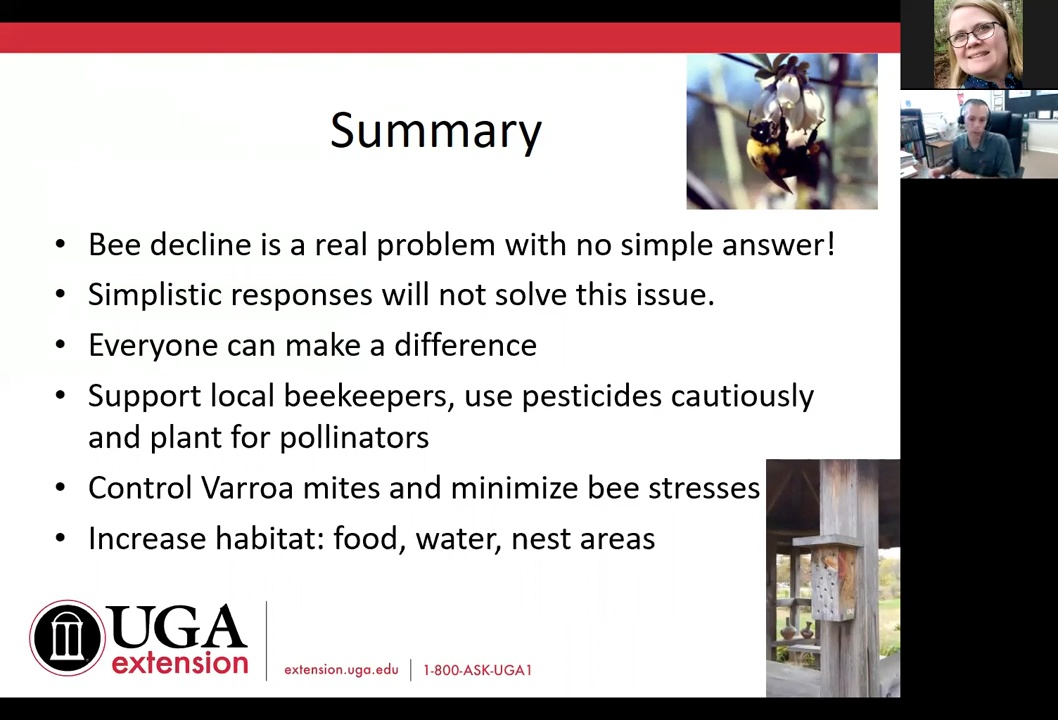 Summary
• Bee decline is a real problem with no simple answer!
• Simplistic responses will not solve this issue.
• Everyone can make a difference
• Support local beekeepers, use pesticides cautiously
and plant for pollinators
• Control Varroa mites and minimize bee stresses
• Increase habitat: food, water, nest areas
UGA
extension
extension.uga.edu | 1-800-ASK-UGA1